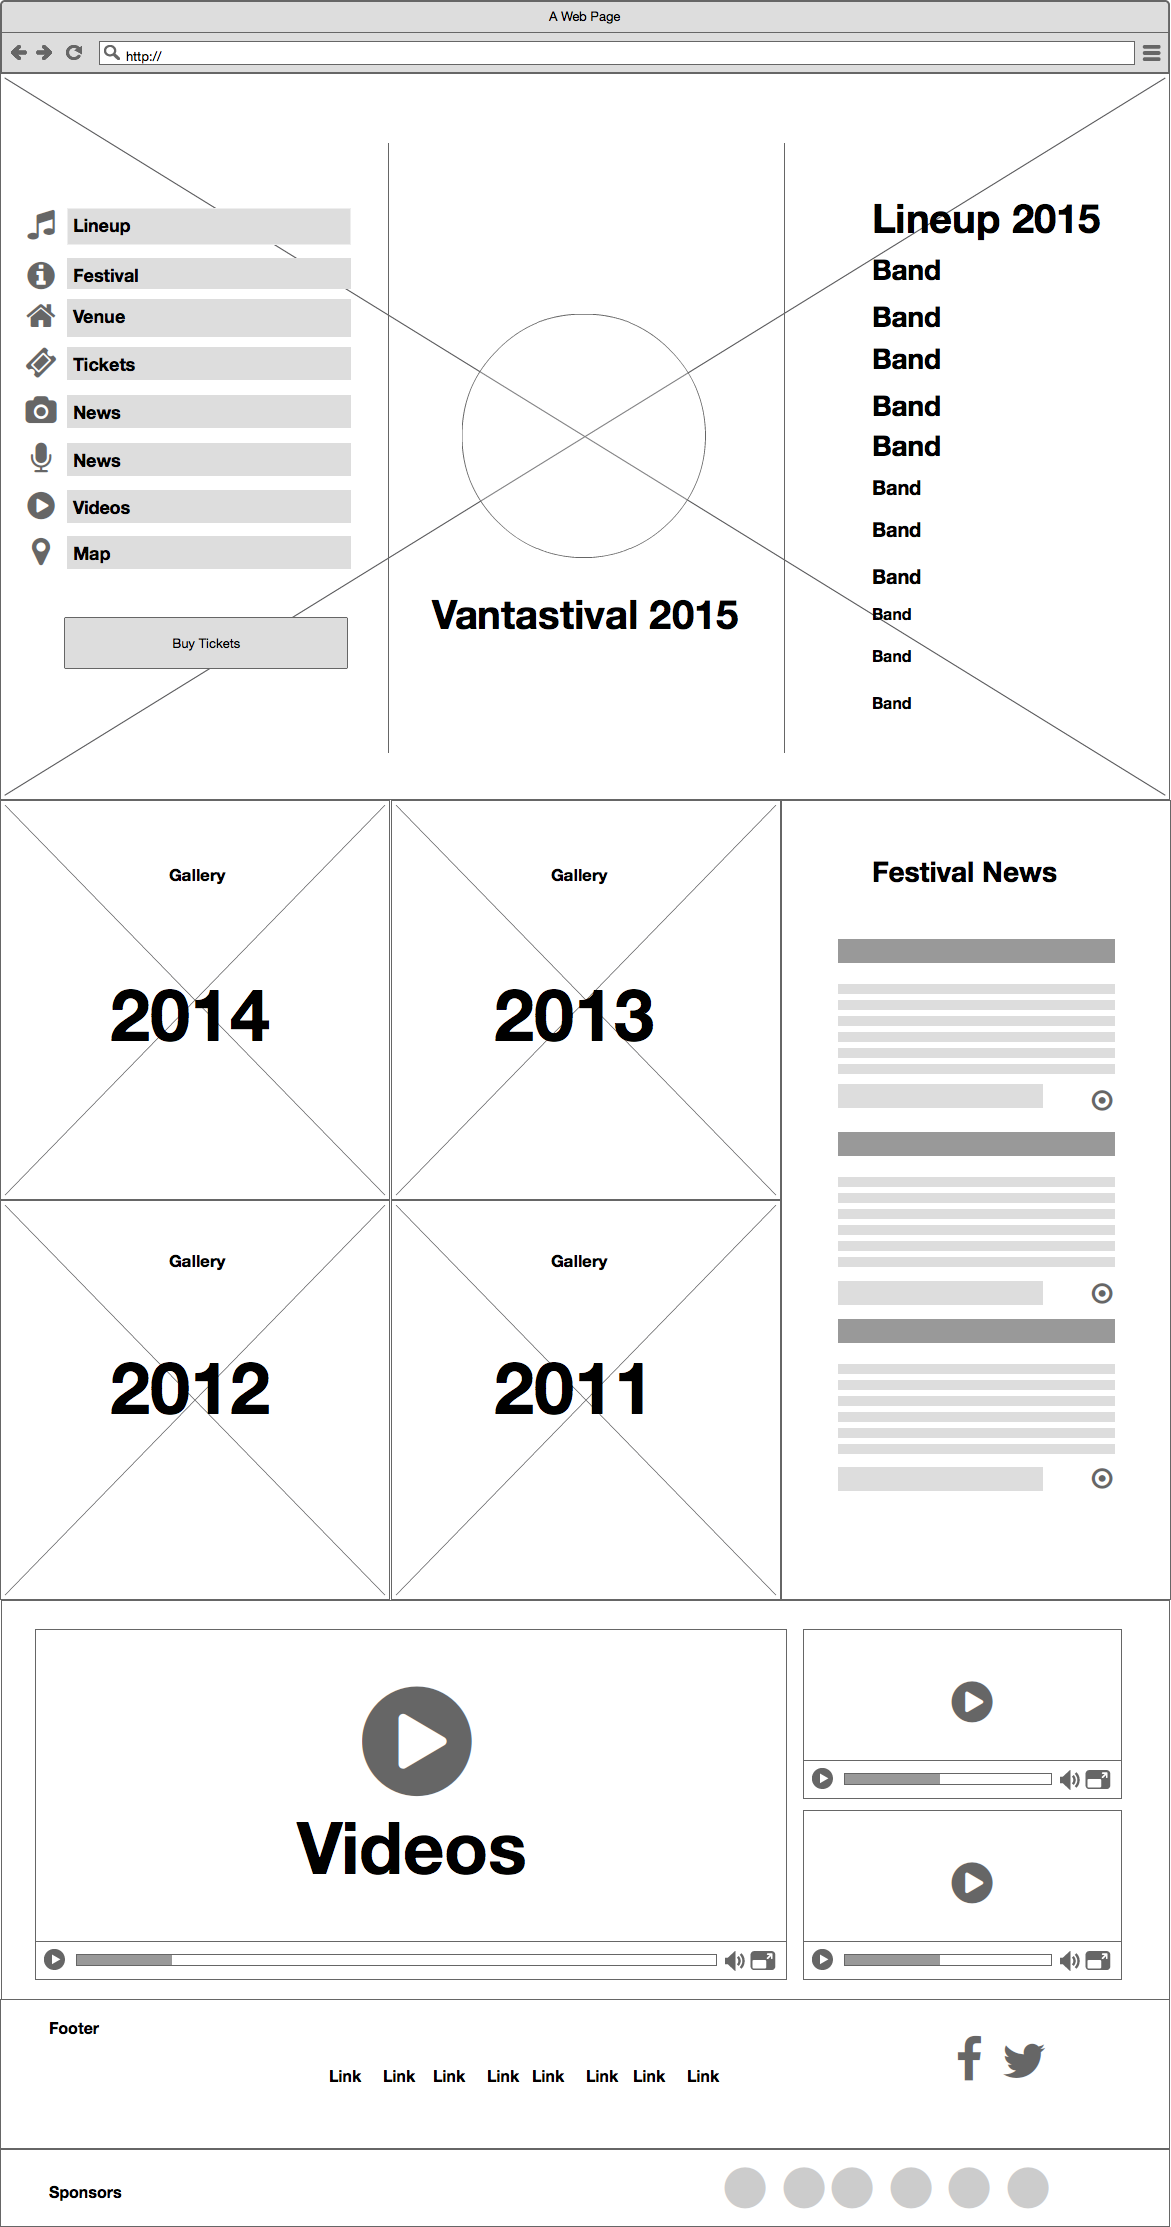 A Web Page
http://
Lineup
Festival
Venue
Tickets
News
News
Videos
Map
Buy Tickets
Vantastival 2015
Lineup 2015
Band
Band
Band
Band
Band
Band
Band
Band
Band
Band
Band
Gallery
2014
Gallery
2013
Gallery
2012
Gallery
2011
Festival News
Videos
Footer
Link Link Link Link Link Link Link Link
Sponsors